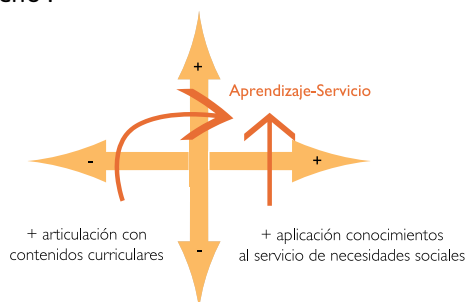 +
Aprendizaje-Servicio
-
+
+ articulación con
contenidos curriculares
-
+ aplicación conocimientos
al servicio de necesidades sociales